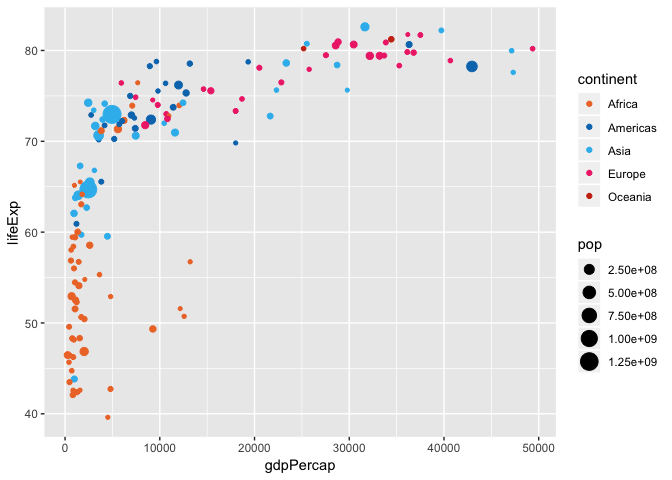 80
70
60
50
40
lifeExp
0
10000
20000
30000
40000
50000
gdpPercap
continent
Africa
Americas
Asia
Europe
Oceania
pop
2.50e+08
5.00e+08
7.50e+08
1.00e+09
1.25e+09